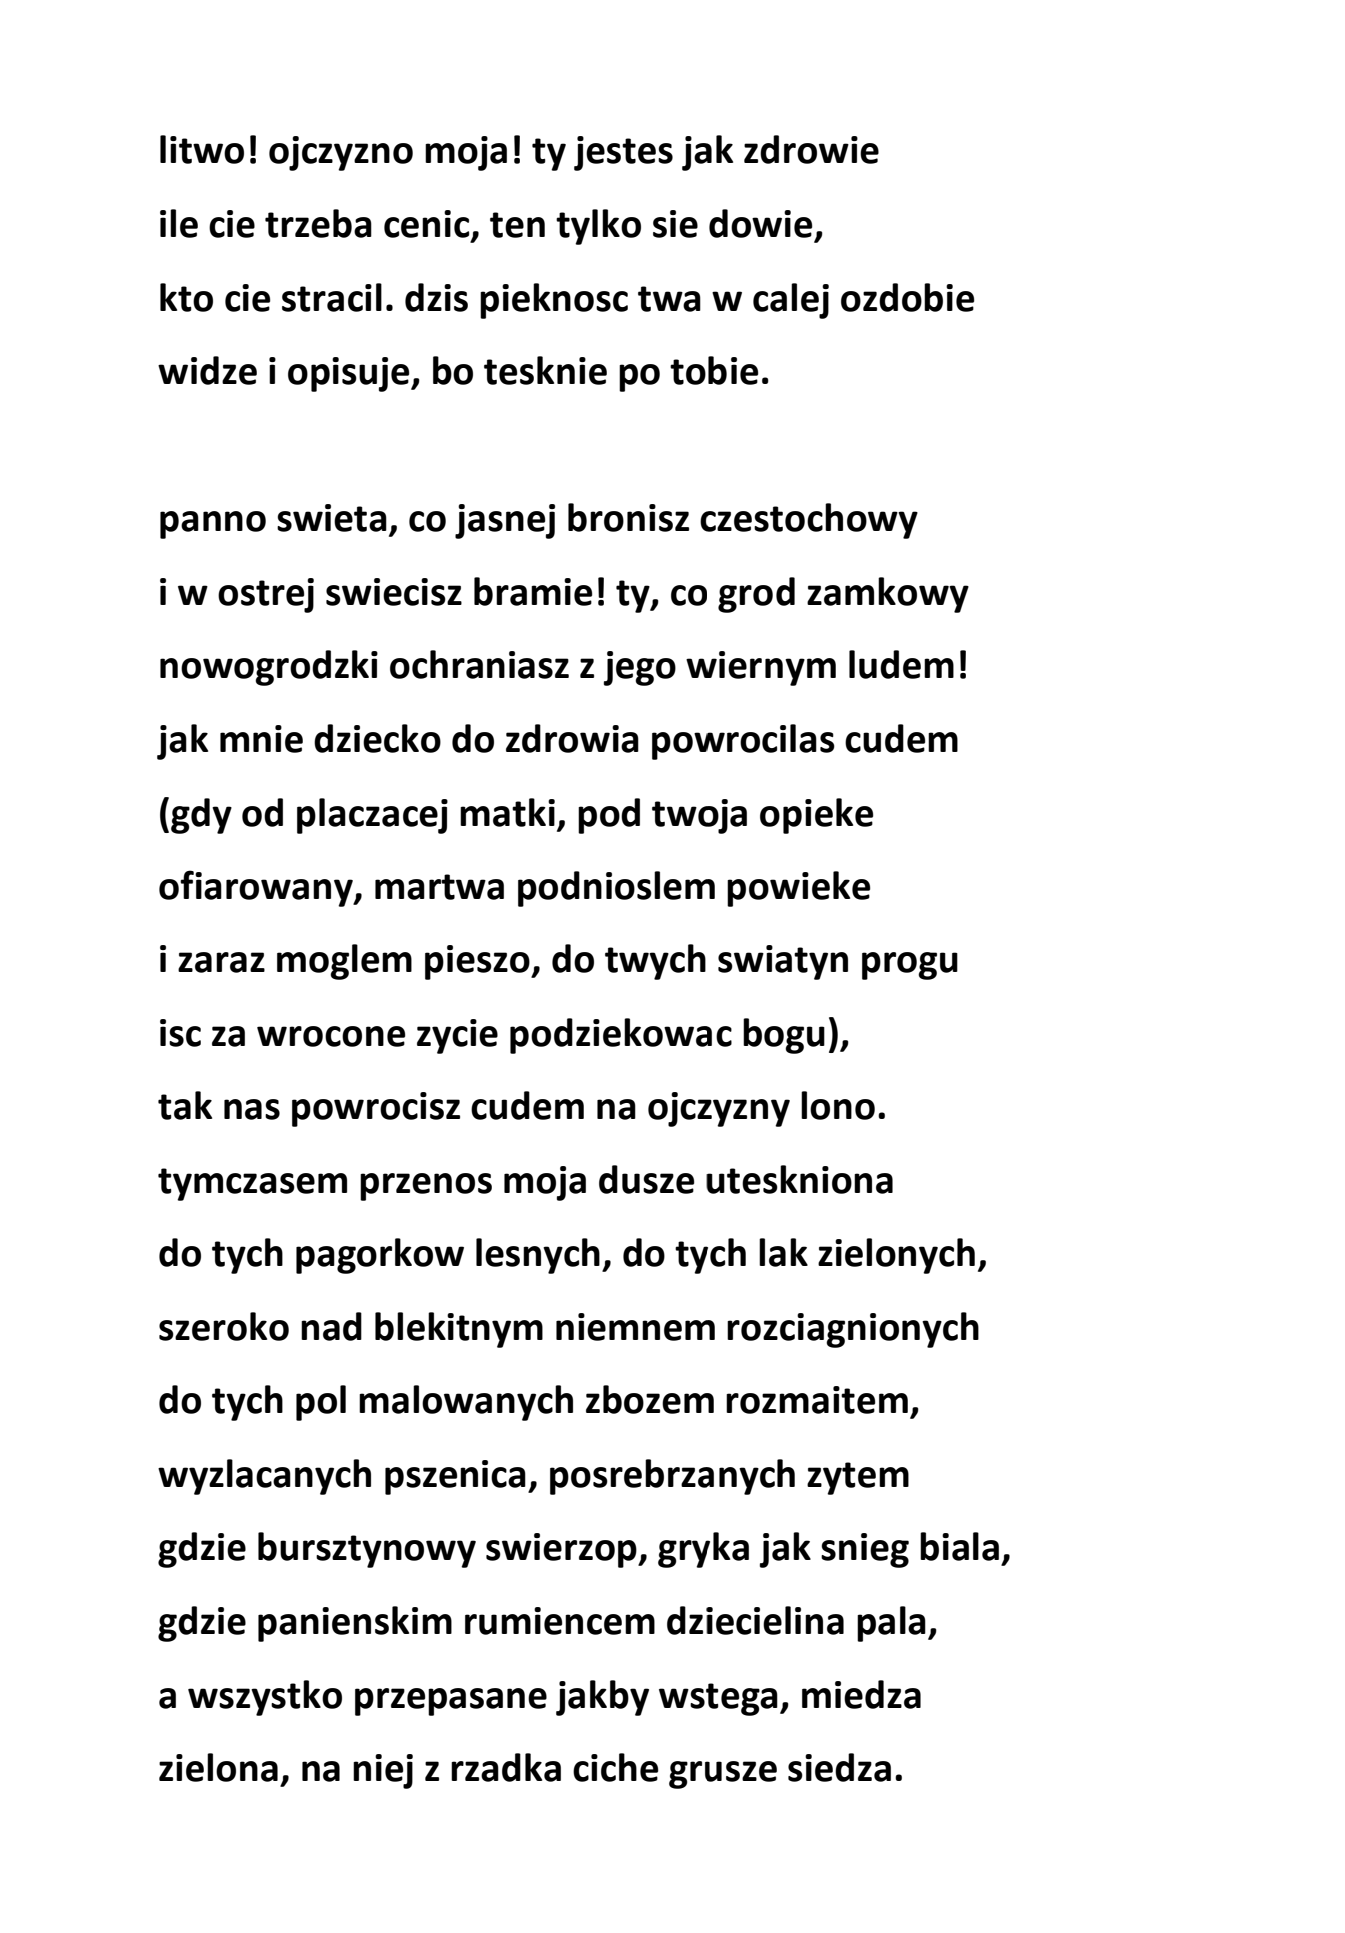 litwo! ojczyzno moja! ty jestes jak zdrowie
ile cie trzeba cenic, ten tylko sie dowie,
kto cie stracil. dzis pieknosc twa w calej ozdobie
widze i opisuje, bo tesknie po tobie.

panno swieta, co jasnej bronisz czestochowy
i w ostrej swiecisz bramie! ty, co grod zamkowy
nowogrodzki ochraniasz z jego wiernym ludem!
jak mnie dziecko do zdrowia powrocilas cudem
(gdy od placzacej matki, pod twoja opieke
ofiarowany, martwa podnioslem powieke
i zaraz moglem pieszo, do twych swiatyn progu
isc za wrocone zycie podziekowac bogu),
tak nas powrocisz cudem na ojczyzny lono.
tymczasem przenos moja dusze uteskniona
do tych pagorkow lesnych, do tych lak zielonych,
szeroko nad blekitnym niemnem rozciagnionych
do tych pol malowanych zbozem rozmaitem,
wyzlacanych pszenica, posrebrzanych zytem
gdzie bursztynowy swierzop, gryka jak snieg biala,
gdzie panienskim rumiencem dziecielina pala,
a wszystko przepasane jakby wstega, miedza
zielona, na niej z rzadka ciche grusze siedza.